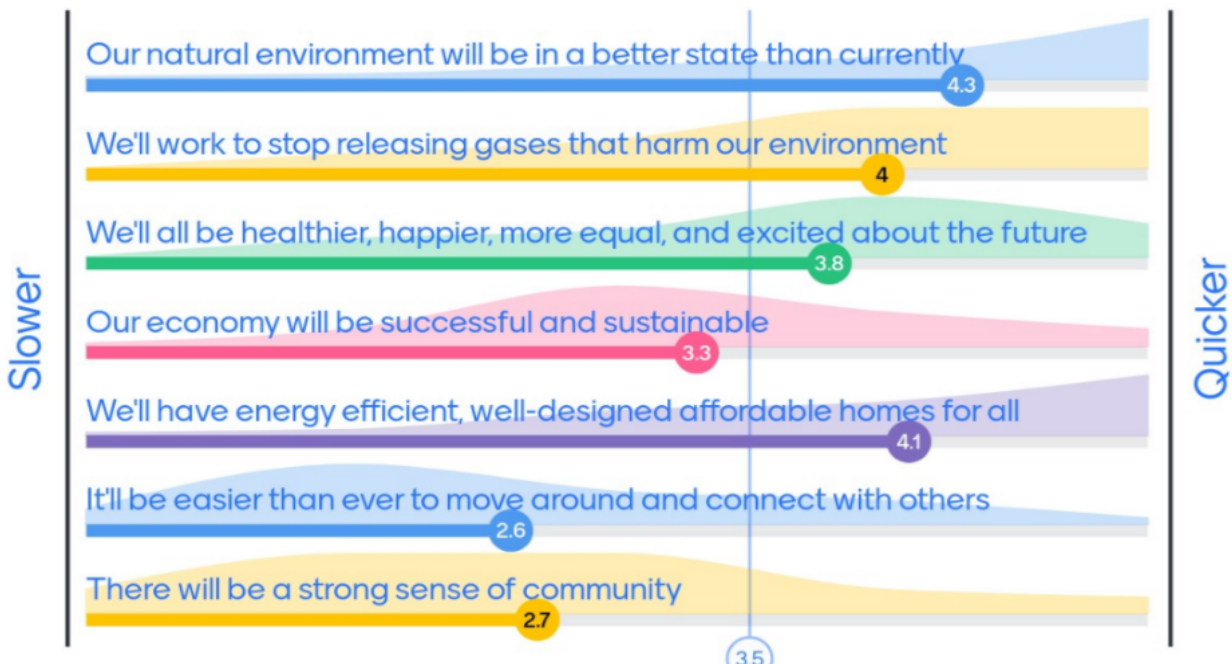 Our natural environment will be in a better state than currently
4.3
We'll work to stop releasing gases that harm our environment
4
We'll all be healthier, happier, more equal, and excited about the future
3.8
Slower
Our economy will be successful and sustainable
3.3
Quicker
We'll have energy efficient, well-designed affordable homes for all
4.1
It'll be easier than ever to move around and connect with others
2.6
There will be a strong sense of community
2.7
3.5